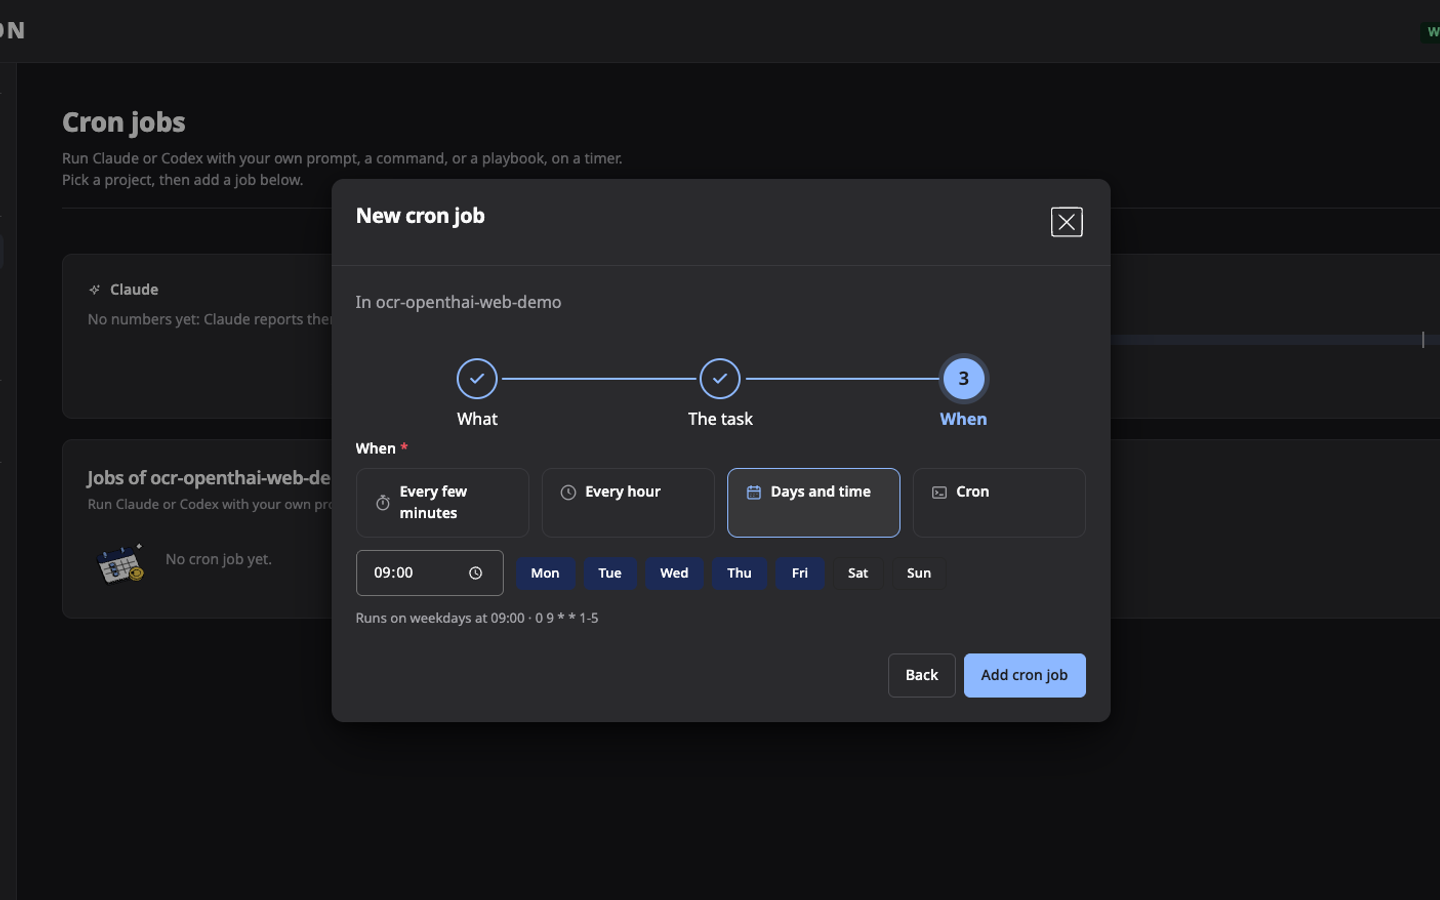 ON
W
Cron jobs
Run Claude or Codex with your own prompt, a command, or a playbook, on a timer.
Pick a project, then add a job below.
New cron job
In ocr-openthai-web-demo
What
The task
3
When
When *
Every few
minutes
Every hour
Days and time
Cron
09:00
Mon
Tue
Wed
Thu
Fri
Sat
Sun
Runs on weekdays at 09:00 · 0 9 * * 1-5
Back
Add cron job
Claude
No numbers yet: Claude reports
Jobs of ocr-openthai-web-de
Run Claude or Codex with your own
No cron job yet.